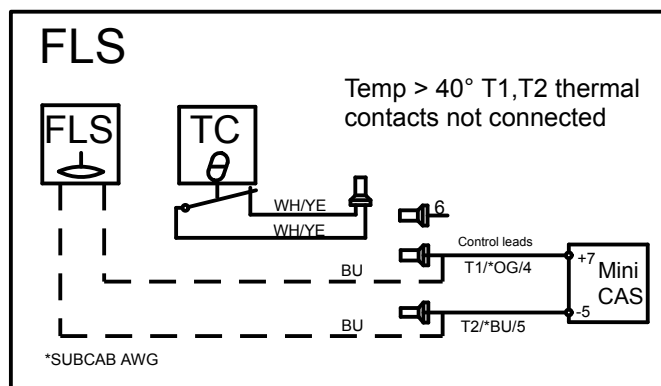 FLS
Temp > 40° T1,T2 thermal
contacts not connected
FLS
TC
WH/YE
WH/YE
6
Control leads
BU
T1/*OG/4
+7
Mini
CAS
-5
BU
T2/*BU/5
*SUBCAB AWG